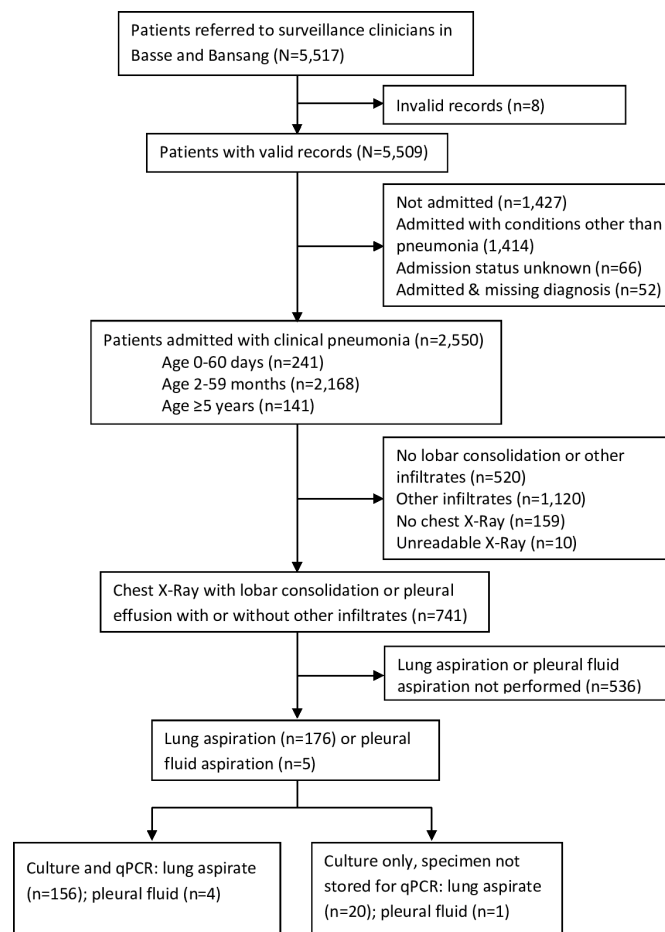 Patients referred to surveillance clinicians in
Basse and Bansang (N=5,517)
Invalid records (n=8)
Patients with valid records (N=5,509)
Not admitted (n=1,427)
Admitted with conditions other than
pneumonia (1,414)
Admission status unknown (n=66)
Admitted & missing diagnosis (n=52)
Patients admitted with clinical pneumonia (n=2,550)
Age 0-60 days (n=241)
Age 2-59 months (n=2,168)
Age ≥5 years (n=141)
No lobar consolidation or other
infiltrates (n=520)
Other infiltrates (n=1,120)
No chest X-Ray (n=159)
Unreadable X-Ray (n=10)
Chest X-Ray with lobar consolidation or pleural
effusion with or without other infiltrates (n=741)
Lung aspiration or pleural fluid
aspiration not performed (n=536)
Lung aspiration (n=176) or pleural
fluid aspiration (n=5)
Culture and qPCR: lung aspirate
(n=156); pleural fluid (n=4)
Culture only, specimen not
stored for qPCR: lung aspirate
(n=20); pleural fluid (n=1)